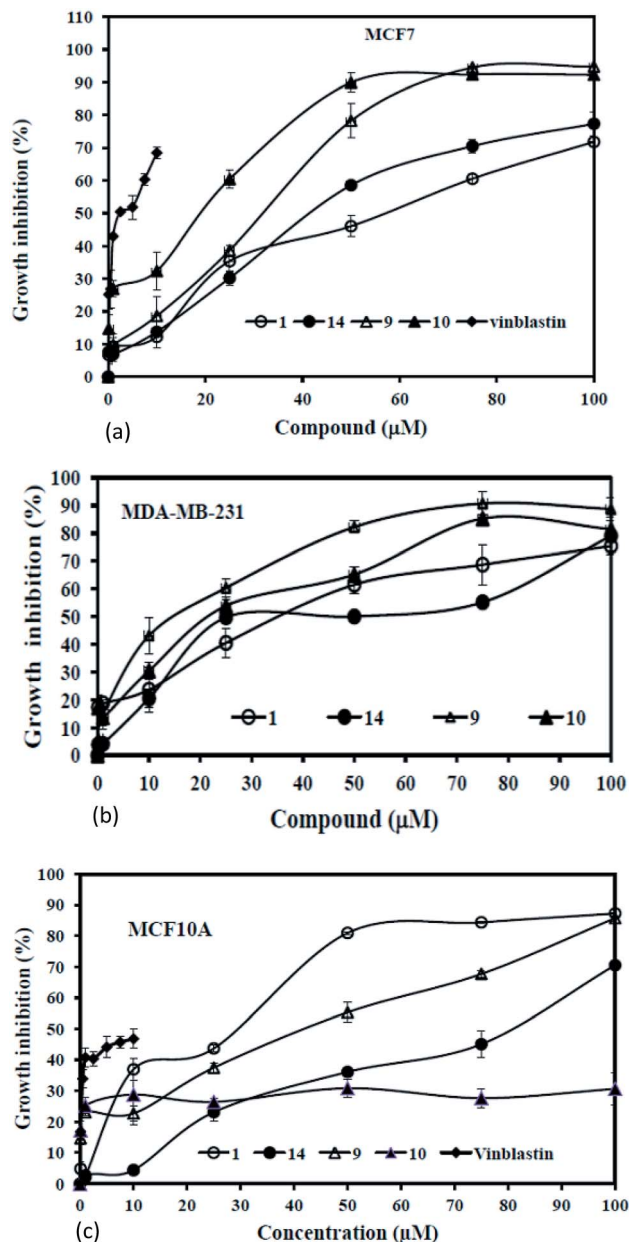 MCF7
Growth inhibition (%)
110
100
90
80
70
60
50
40
30
20
10
0
1 14 9 10 vinblastin
0 20 40 60 80 100
Compound (µM)
(a)
MDA-MB-231
Growth inhibition (%)
100
90
80
70
60
50
40
30
20
10
0
1 14 9 10
0 10 20 30 40 50 60 70 80 90 100
Compound (µM)
(b)
MCF10A
Growth inhibition (%)
100
90
80
70
60
50
40
30
20
10
0
1 14 9 10 Vinblastin
0 10 20 30 40 50 60 70 80 90 100
Concentration (µM)
(c)